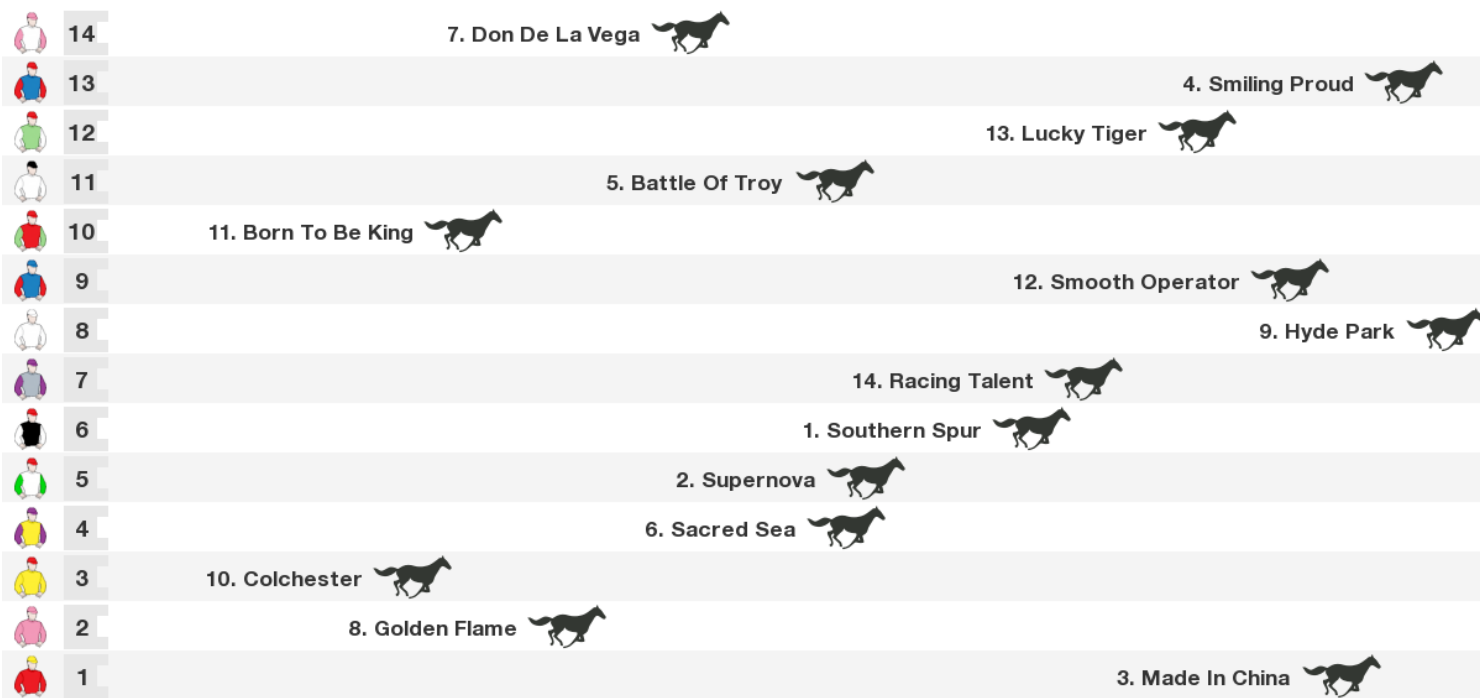 14 7. Don De La Vega
13 4. Smiling Proud
12 13. Lucky Tiger
11 5. Battle Of Troy
10 11. Born To Be King
9 12. Smooth Operator
8 9. Hyde Park
7 14. Racing Talent
6 1. Southern Spur
5 2. Supernova
4 6. Sacred Sea
3 10. Colchester
2 8. Golden Flame
1 3. Made In China